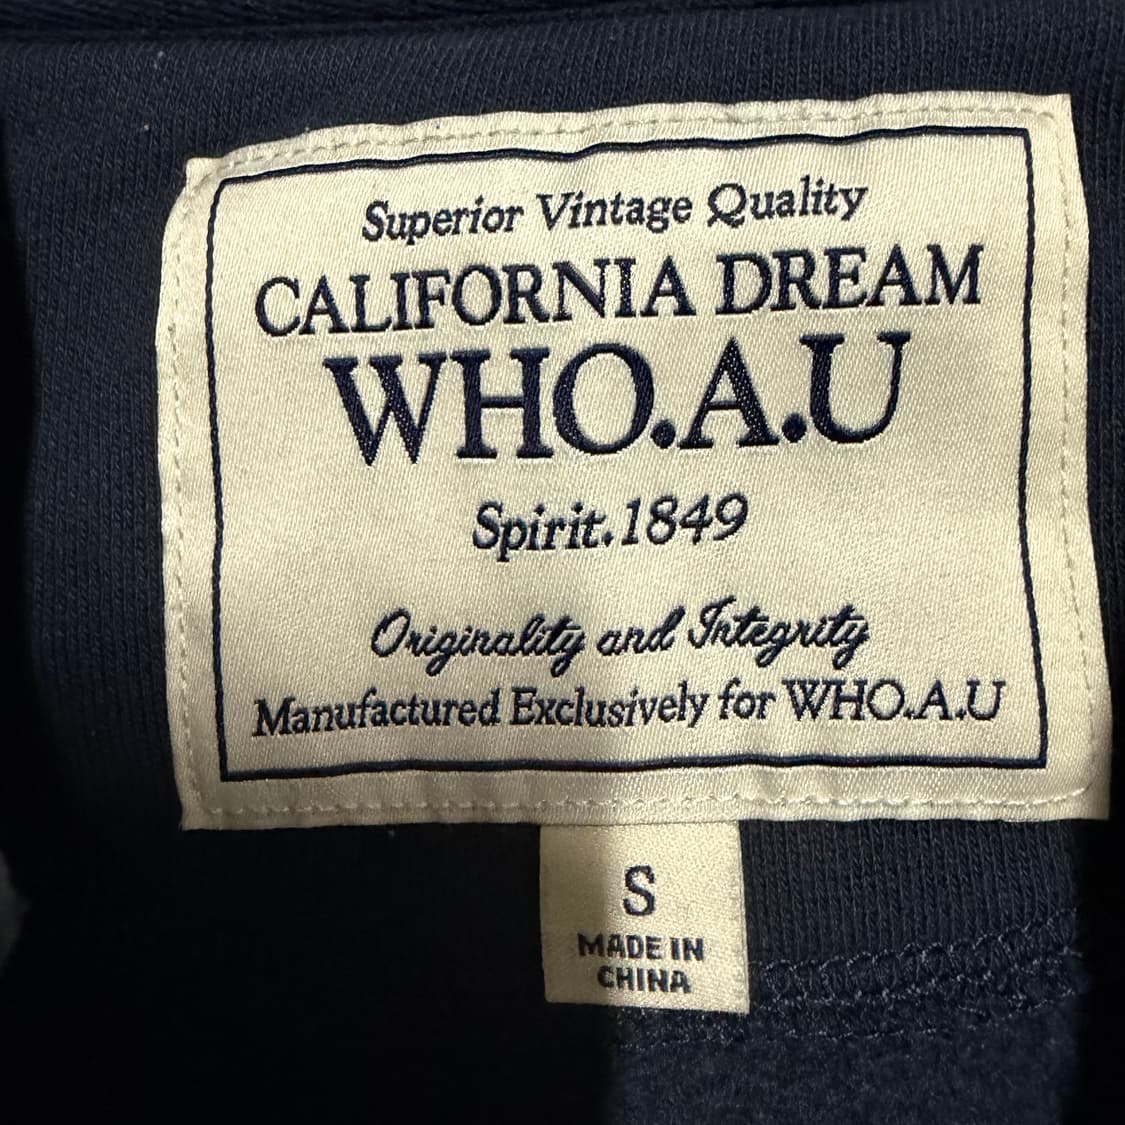 Superior Vintage Quality
CALIFORNIA DREAM
WHO.A.U
Spirit.1849
Originality and Integrity
Manufactured Exclusively for WHO.A.U
S
MADE IN
CHINA